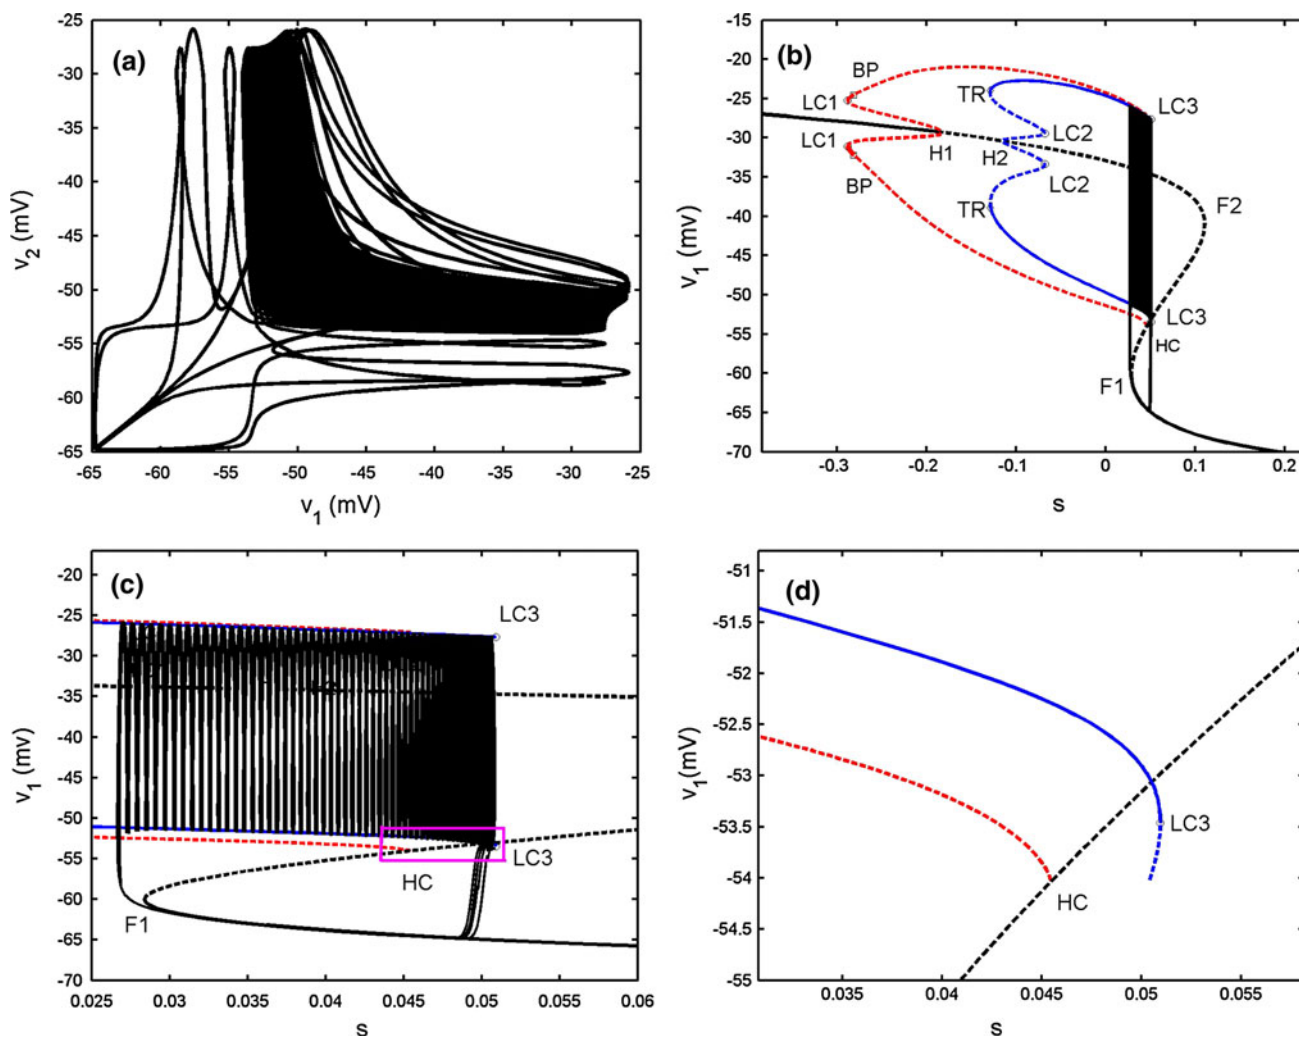 (a)
-25
-30
-35
-40
-45
-50
-55
-60
-65
v2 (mV)
-65 -60 -55 -50 -45 -40 -35 -30 -25
v1 (mV)
(b)
-15
-20
-25
-30
-35
-40
-45
-50
-55
-60
-65
-70
v1 (mv)
BP
LC1
TR
LC3
LC2
LC1
H1
H2
LC2
BP
TR
F2
LC3
HC
F1
-0.3 -0.2 -0.1 0 0.1 0.2
s
(c)
-20
-25
-30
-35
-40
-45
-50
-55
-60
-65
-70
v1 (mv)
LC3
LC3
HC
F1
0.025 0.03 0.035 0.04 0.045 0.05 0.055 0.06
s
(d)
-51
-51.5
-52
-52.5
-53
-53.5
-54
-54.5
-55
v1(mV)
LC3
HC
0.035 0.04 0.045 0.05 0.055
s